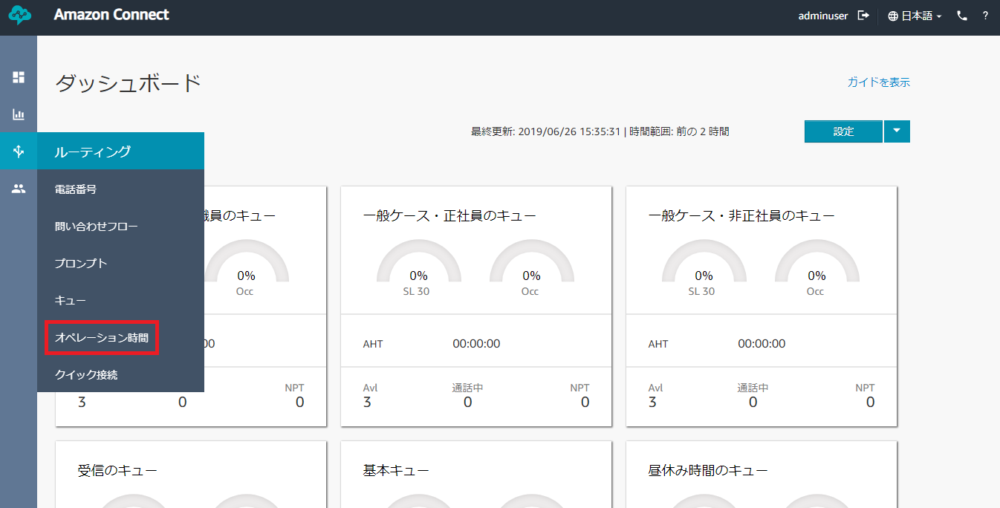 Amazon Connect
adminuser 日本語 ?
ダッシュボード
ガイドを表示
最終更新: 2019/06/26 15:35:31 | 時間範囲: 前の 2 時間
設定
ルーティング
電話番号
問い合わせフロー
プロンプト
キュー
オペレーション時間
クイック接続
員のキュー
0%
Occ
00
NPT
3 0 0
一般ケース・正社員のキュー
0% 0%
SL 30 Occ
AHT 00:00:00
Avl 通話中 NPT
3 0 0
一般ケース・非正社員のキュー
0% 0%
SL 30 Occ
AHT 00:00:00
Avl 通話中 NPT
3 0 0
受信のキュー
基本キュー
昼休み時間のキュー